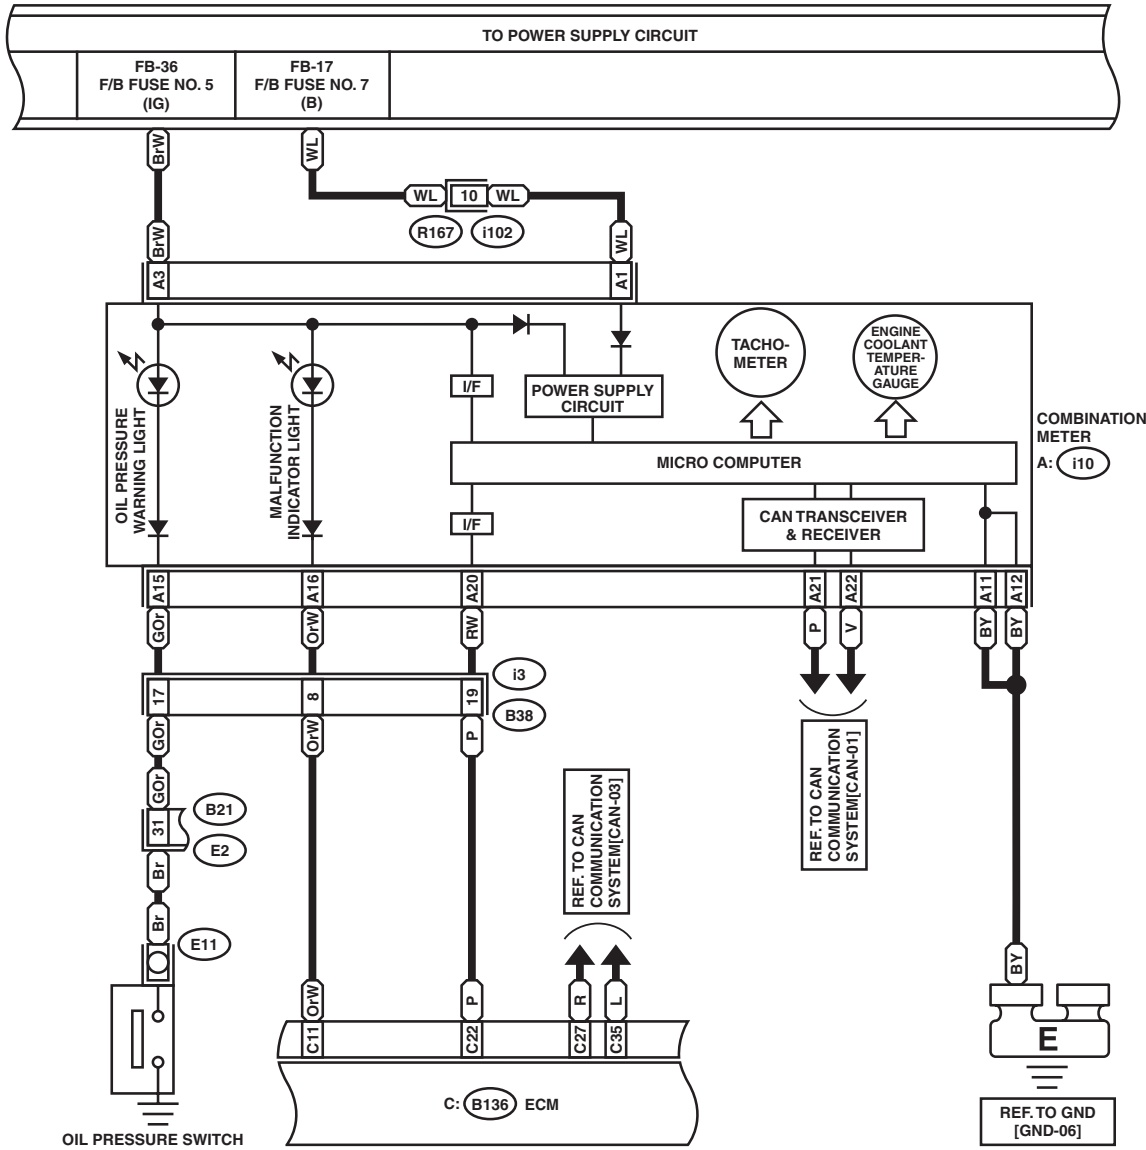 TO POWER SUPPLY CIRCUIT
FB-36
F/B FUSE NO. 5
(IG)
FB-17
F/B FUSE NO. 7
(B)
BrW
WL
WL
10
WL
R167
i102
BrW
WL
A3
A1
TACHO-
METER
ENGINE
COOLANT
TEMPER-
ATURE
GAUGE
OIL PRESSURE
WARNING LIGHT
MALFUNCTION
INDICATOR LIGHT
I/F
POWER SUPPLY
CIRCUIT
COMBINATION
METER
A:
i10
MICRO COMPUTER
I/F
CAN TRANSCEIVER
& RECEIVER
A15
A16
A20
A21
A22
A11
A12
GOr
OrW
RW
P
V
BY
BY
i3
17
8
19
B38
GOr
OrW
P
REF. TO CAN
COMMUNICATION
SYSTEM[CAN-01]
GOr
REF. TO CAN
COMMUNICATION
SYSTEM[CAN-03]
B21
31
E2
Br
Br
E11
BY
OrW
P
R
L
C11
C22
C27
C35
E
C:
B136
ECM
OIL PRESSURE SWITCH
REF. TO GND
[GND-06]